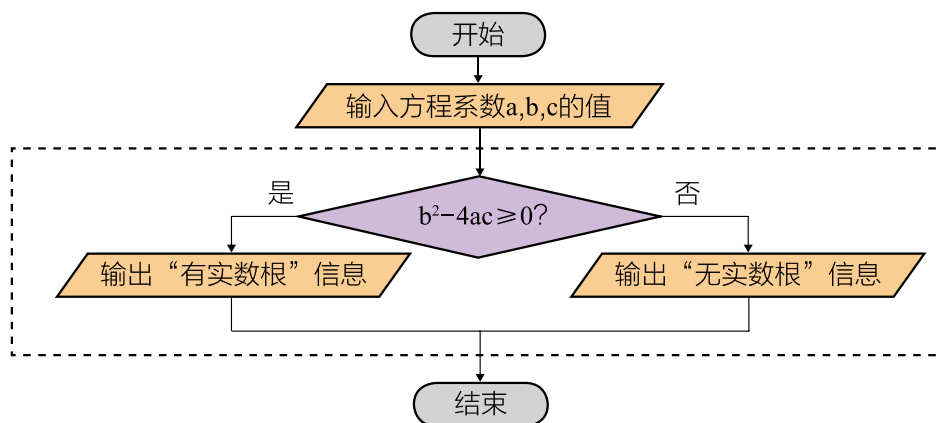 开始
输入方程系数a,b,c的值
是
否
b²−4ac≥0?
输出“有实数根”信息
输出“无实数根”信息
结束